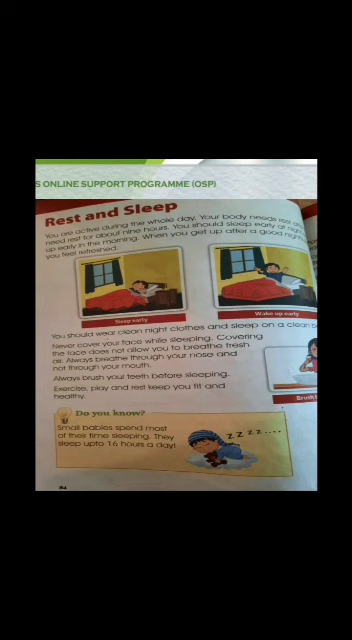 S ONLINE SUPPORT PROGRAMME (OSP)
Rest and Sleep
You are active during the whole day. Your body needs rest
need rest for about nine hours. You should sleep early at night
up early in the morning. When you get up after a good night
you feel refreshed.
Sleep early
Wake up early
You should wear clean night clothes and sleep on a clean
Never cover your face while sleeping. Covering
the face does not allow you to breathe fresh
air. Always breathe through your nose and
not through your mouth.
Always brush your teeth before sleeping.
Exercise, play and rest keep you fit and
healthy.
Brush
Do you know?
Small babies spend most
of their time sleeping. They
sleep upto 16 hours a day!
z z z z ....
84